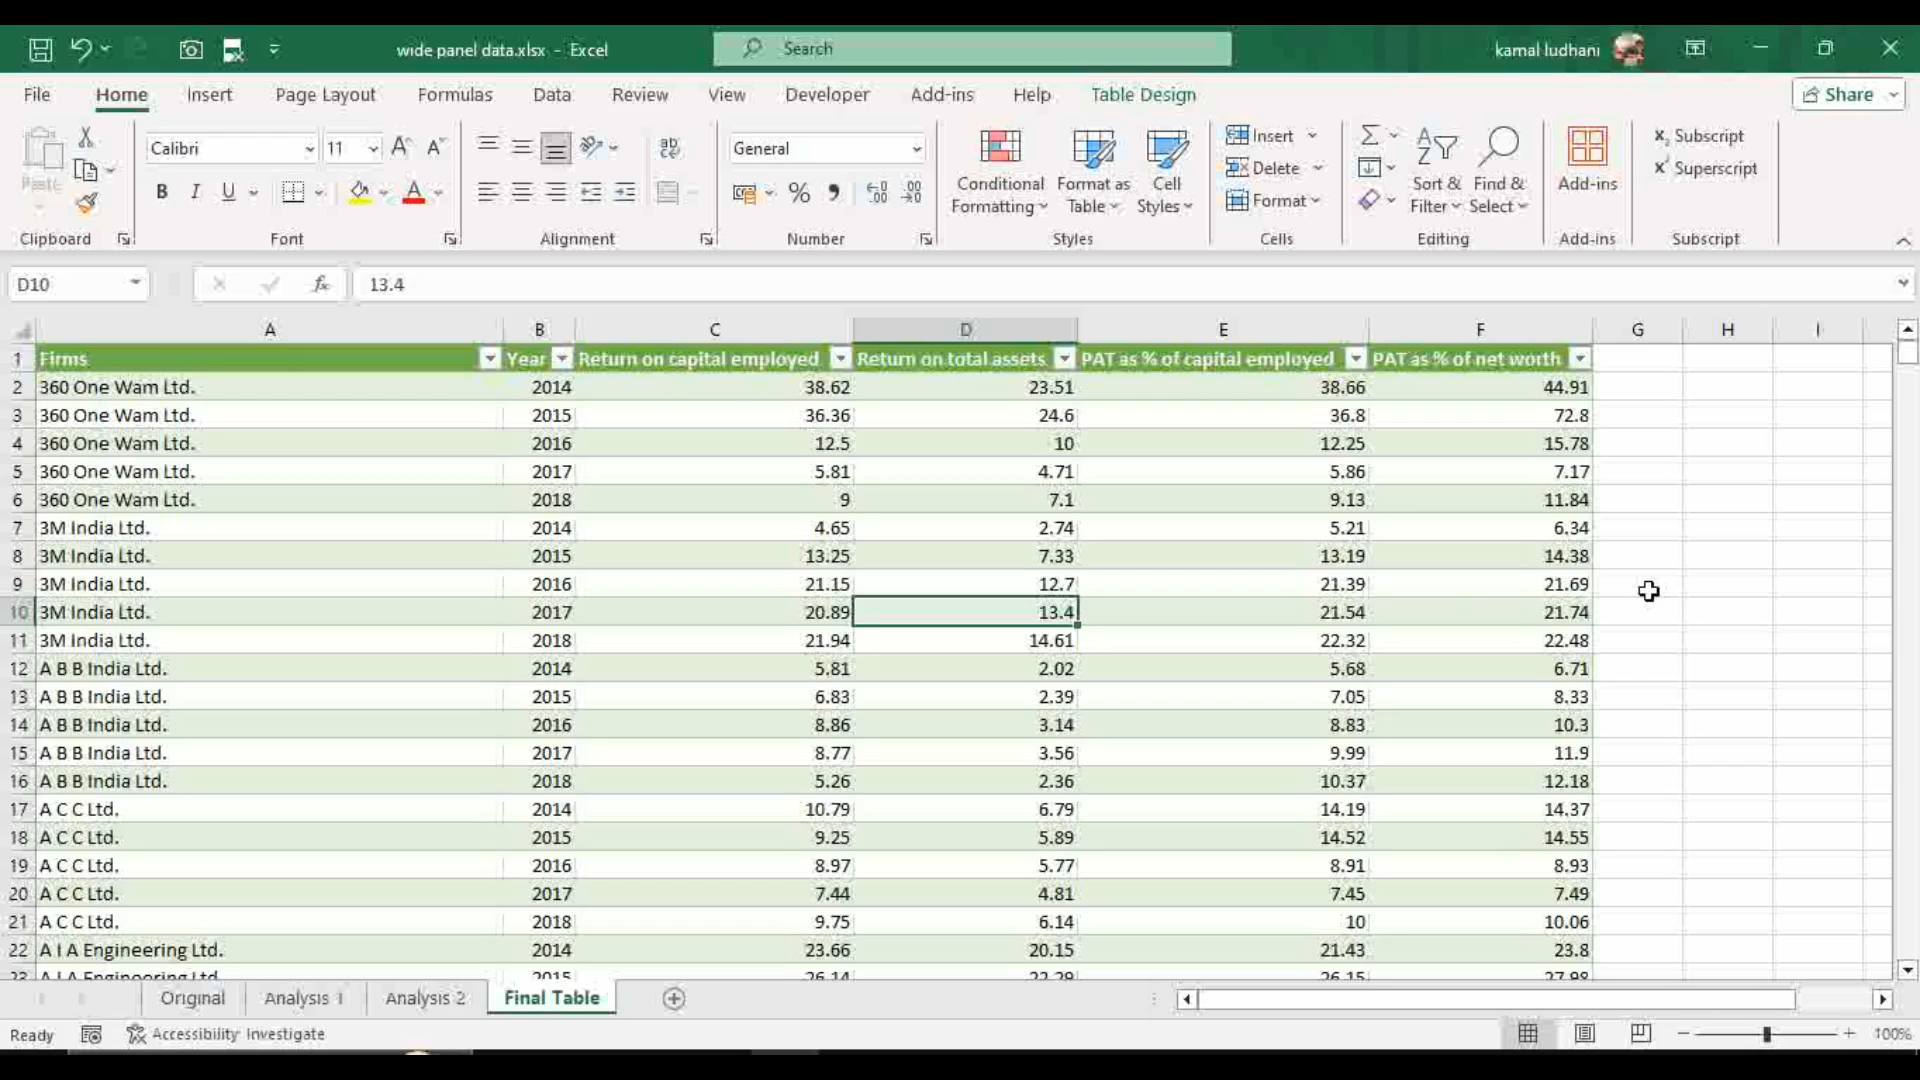 wide panel data.xlsx - Excel
Search
kamal ludhani
File Home Insert Page Layout Formulas Data Review View Developer Add-ins Help Table Design Share
Paste
Calibri 11
B I U
A
ab
General
%
Conditional Formatting
Format as Table
Cell Styles
Insert
Delete
Format
Sort & Filter
Find & Select
Add-ins
X, Subscript
X' Superscript
Clipboard Font Alignment Number Styles Cells Editing Add-ins Subscript
D10 fx 13.4
A B C D E F G H I
1 Firms Year Return on capital employed Return on total assets PAT as % of capital employed PAT as % of net worth
2 360 One Wam Ltd. 2014 38.62 23.51 38.66 44.91
3 360 One Wam Ltd. 2015 36.36 24.6 36.8 72.8
4 360 One Wam Ltd. 2016 12.5 10 12.25 15.78
5 360 One Wam Ltd. 2017 5.81 4.71 5.86 7.17
6 360 One Wam Ltd. 2018 9 7.1 9.13 11.84
7 3M India Ltd. 2014 4.65 2.74 5.21 6.34
8 3M India Ltd. 2015 13.25 7.33 13.19 14.38
9 3M India Ltd. 2016 21.15 12.7 21.39 21.69
10 3M India Ltd. 2017 20.89 13.4 21.54 21.74
11 3M India Ltd. 2018 21.94 14.61 22.32 22.48
12 A B B India Ltd. 2014 5.81 2.02 5.68 6.71
13 A B B India Ltd. 2015 6.83 2.39 7.05 8.33
14 A B B India Ltd. 2016 8.86 3.14 8.83 10.3
15 A B B India Ltd. 2017 8.77 3.56 9.99 11.9
16 A B B India Ltd. 2018 5.26 2.36 10.37 12.18
17 A C C Ltd. 2014 10.79 6.79 14.19 14.37
18 A C C Ltd. 2015 9.25 5.89 14.52 14.55
19 A C C Ltd. 2016 8.97 5.77 8.91 8.93
20 A C C Ltd. 2017 7.44 4.81 7.45 7.49
21 A C C Ltd. 2018 9.75 6.14 10 10.06
22 A I A Engineering Ltd. 2014 23.66 20.15 21.43 23.8
23 A I A Engineering Ltd. 2015 26.14 22.29 26.15 27.98
Original Analysis 1 Analysis 2 Final Table
Ready Accessibility: Investigate 100%